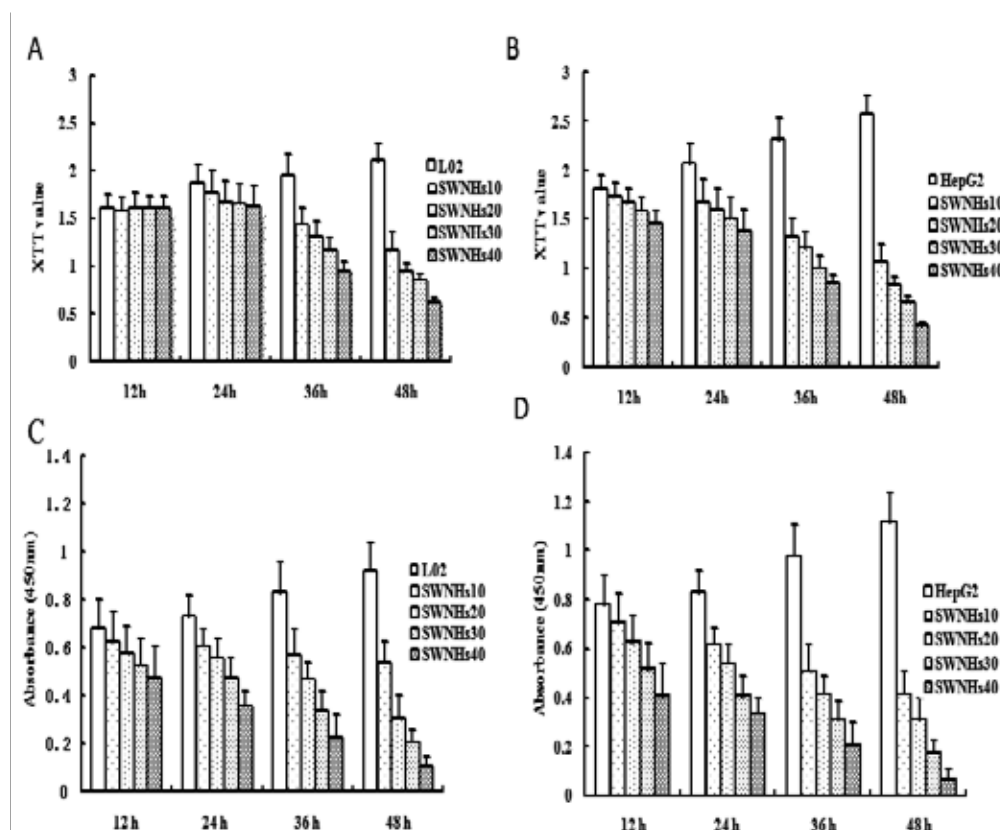 A
XTT value
3
2.5
2
1.5
1
0.5
0
12h 24h 36h 48h
L02
SWNHs10
SWNHs20
SWNHs30
SWNHs40
B
XTT value
3
2.5
2
1.5
1
0.5
0
12h 24h 36h 48h
HepG2
SWNHs10
SWNHs20
SWNHs30
SWNHs40
C
Absorbance (450nm)
1.4
1.2
1
0.8
0.6
0.4
0.2
0
12h 24h 36h 48h
L02
SWNHs10
SWNHs20
SWNHs30
SWNHs40
D
Absorbance (450nm)
1.4
1.2
1
0.8
0.6
0.4
0.2
0
12h 24h 36h 48h
HepG2
SWNHs10
SWNHs20
SWNHs30
SWNHs40